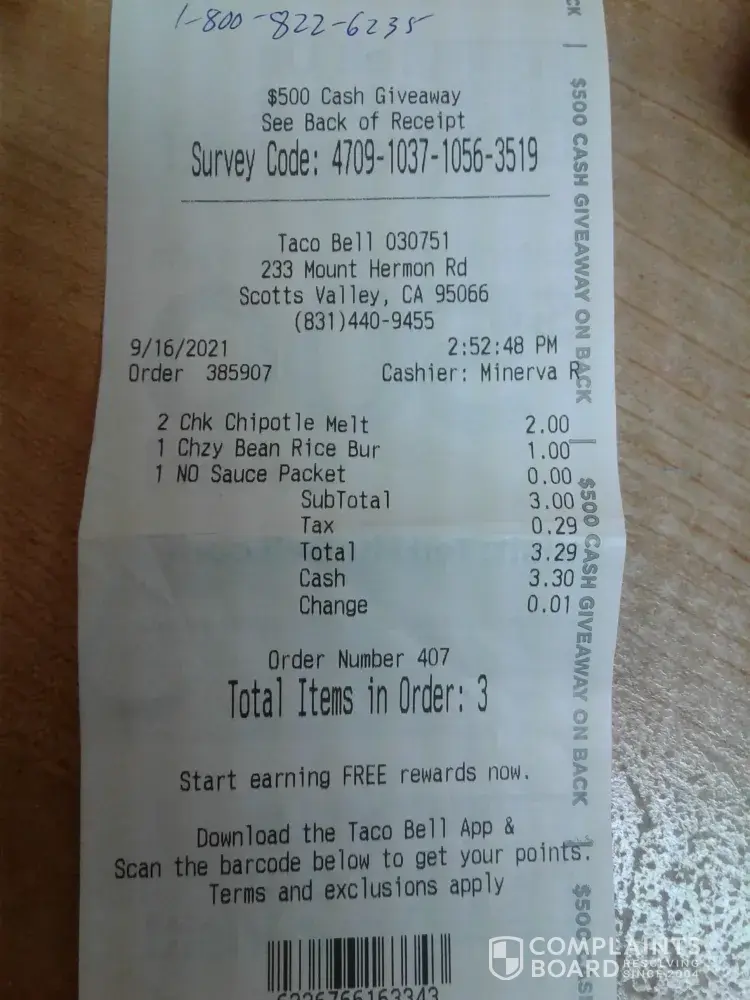 1-800-822-6235
$500 Cash Giveaway
See Back of Receipt
Survey Code: 4709-1037-1056-3519
Taco Bell 030751
233 Mount Hermon Rd
Scotts Valley, CA 95066
(831)440-9455
9/16/2021 2:52:48 PM
Order 385907 Cashier: Minerva R
2 Chk Chipotle Melt 2.00
1 Chzy Bean Rice Bur 1.00
1 NO Sauce Packet 0.00
SubTotal 3.00
Tax 0.29
Total 3.29
Cash 3.30
Change 0.01
Order Number 407
Total Items in Order: 3
Start earning FREE rewards now.
Download the Taco Bell App &
Scan the barcode below to get your points.
Terms and exclusions apply
CK | $500 CASH GIVEAWAY ON BACK | $500 CASH GIVEAWAY ON BACK | $500
COMPLAINTS
BOARD RESOLVING
SINCE 2004